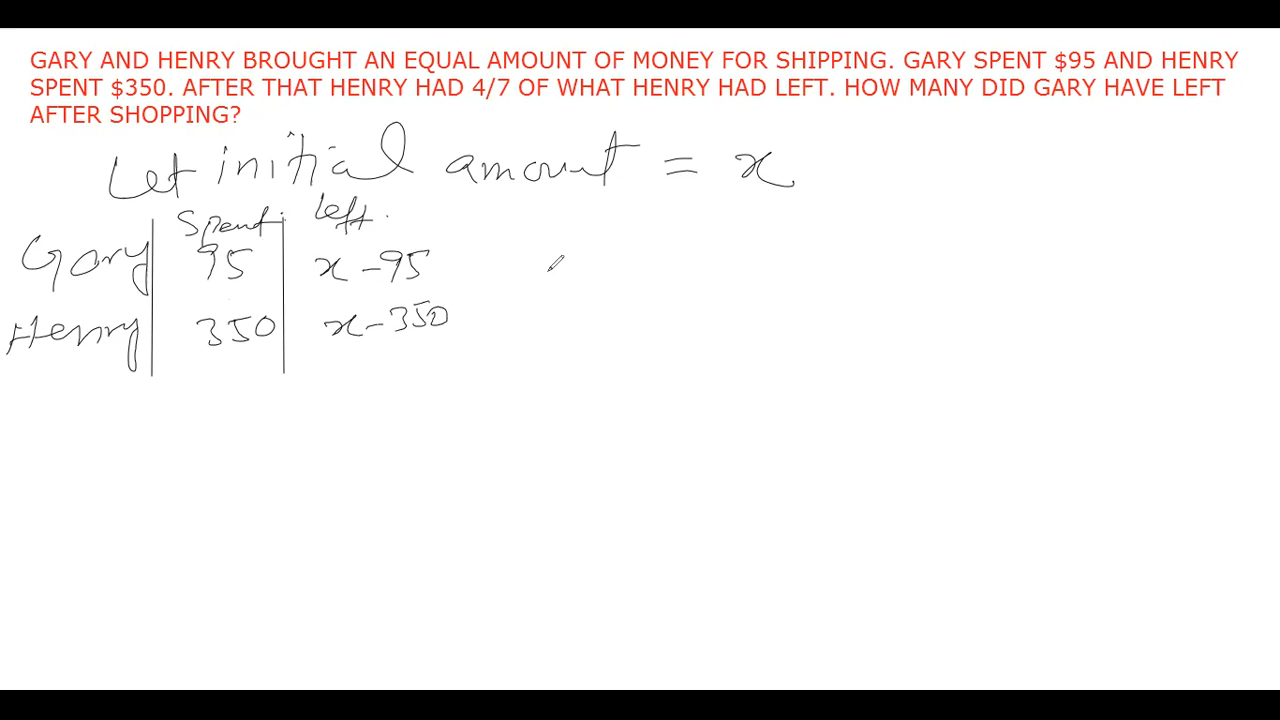 GARY AND HENRY BROUGHT AN EQUAL AMOUNT OF MONEY FOR SHIPPING. GARY SPENT $95 AND HENRY
SPENT $350. AFTER THAT HENRY HAD 4/7 OF WHAT HENRY HAD LEFT. HOW MANY DID GARY HAVE LEFT
AFTER SHOPPING?
Let initial amount = x
Spent Left
Gary 95 x - 95
Henry 350 x - 350